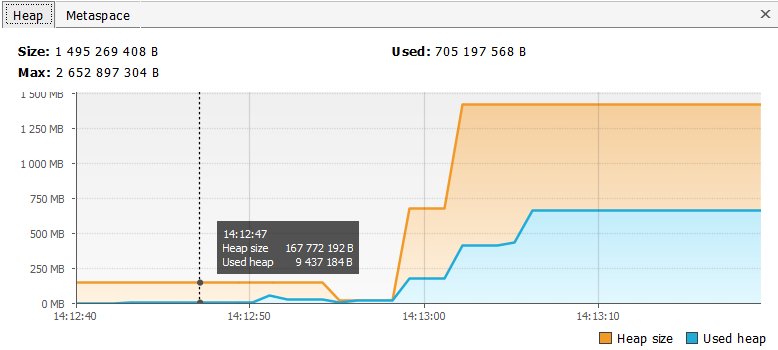 Heap Metaspace
Size: 1 495 269 408 B Used: 705 197 568 B
Max: 2 652 897 304 B
1 500 MB
1 250 MB
1 000 MB
750 MB
500 MB
250 MB
0 MB
14:12:47
Heap size 167 772 192 B
Used heap 9 437 184 B
14:12:40 14:12:50 14:13:00 14:13:10
Heap size Used heap